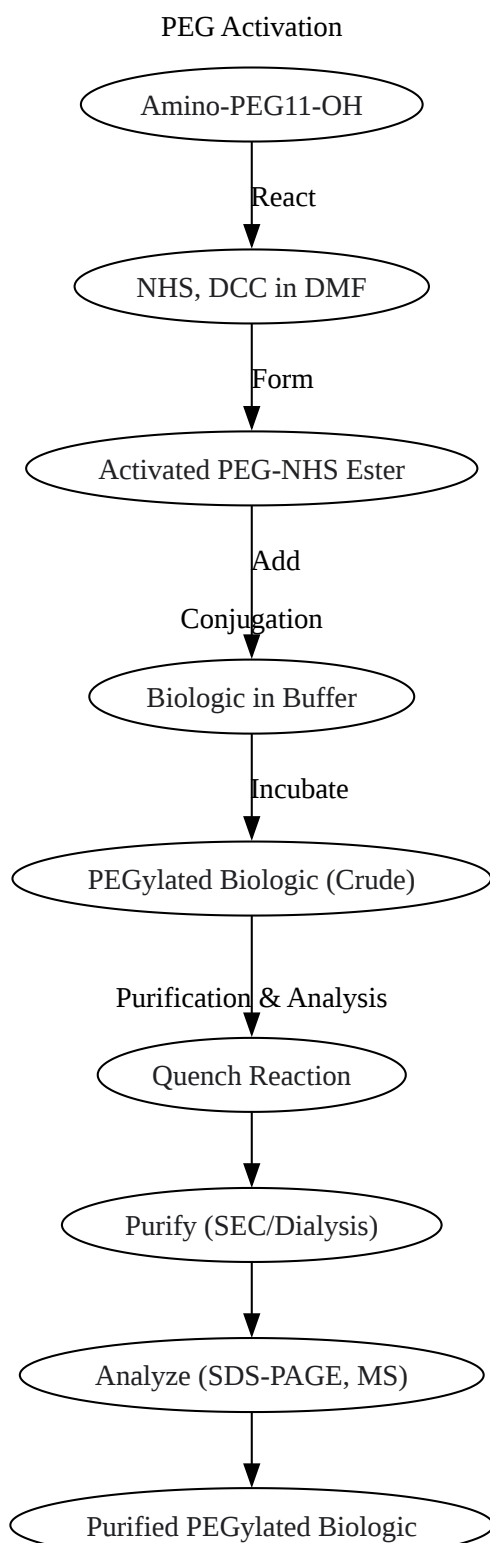 PEG Activation
Amino-PEG11-OH
React
NHS, DCC in DMF
Form
Activated PEG-NHS Ester
Add
Conjugation
Biologic in Buffer
Incubate
PEGylated Biologic (Crude)
Purification & Analysis
Quench Reaction
Purify (SEC/Dialysis)
Analyze (SDS-PAGE, MS)
Purified PEGylated Biologic